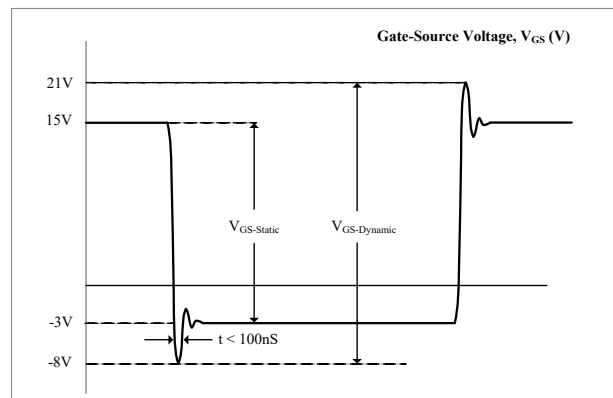 Gate-Source Voltage, VGS (V)
21V
15V
VGS-Static
VGS-Dynamic
-3V
t < 100nS
-8V